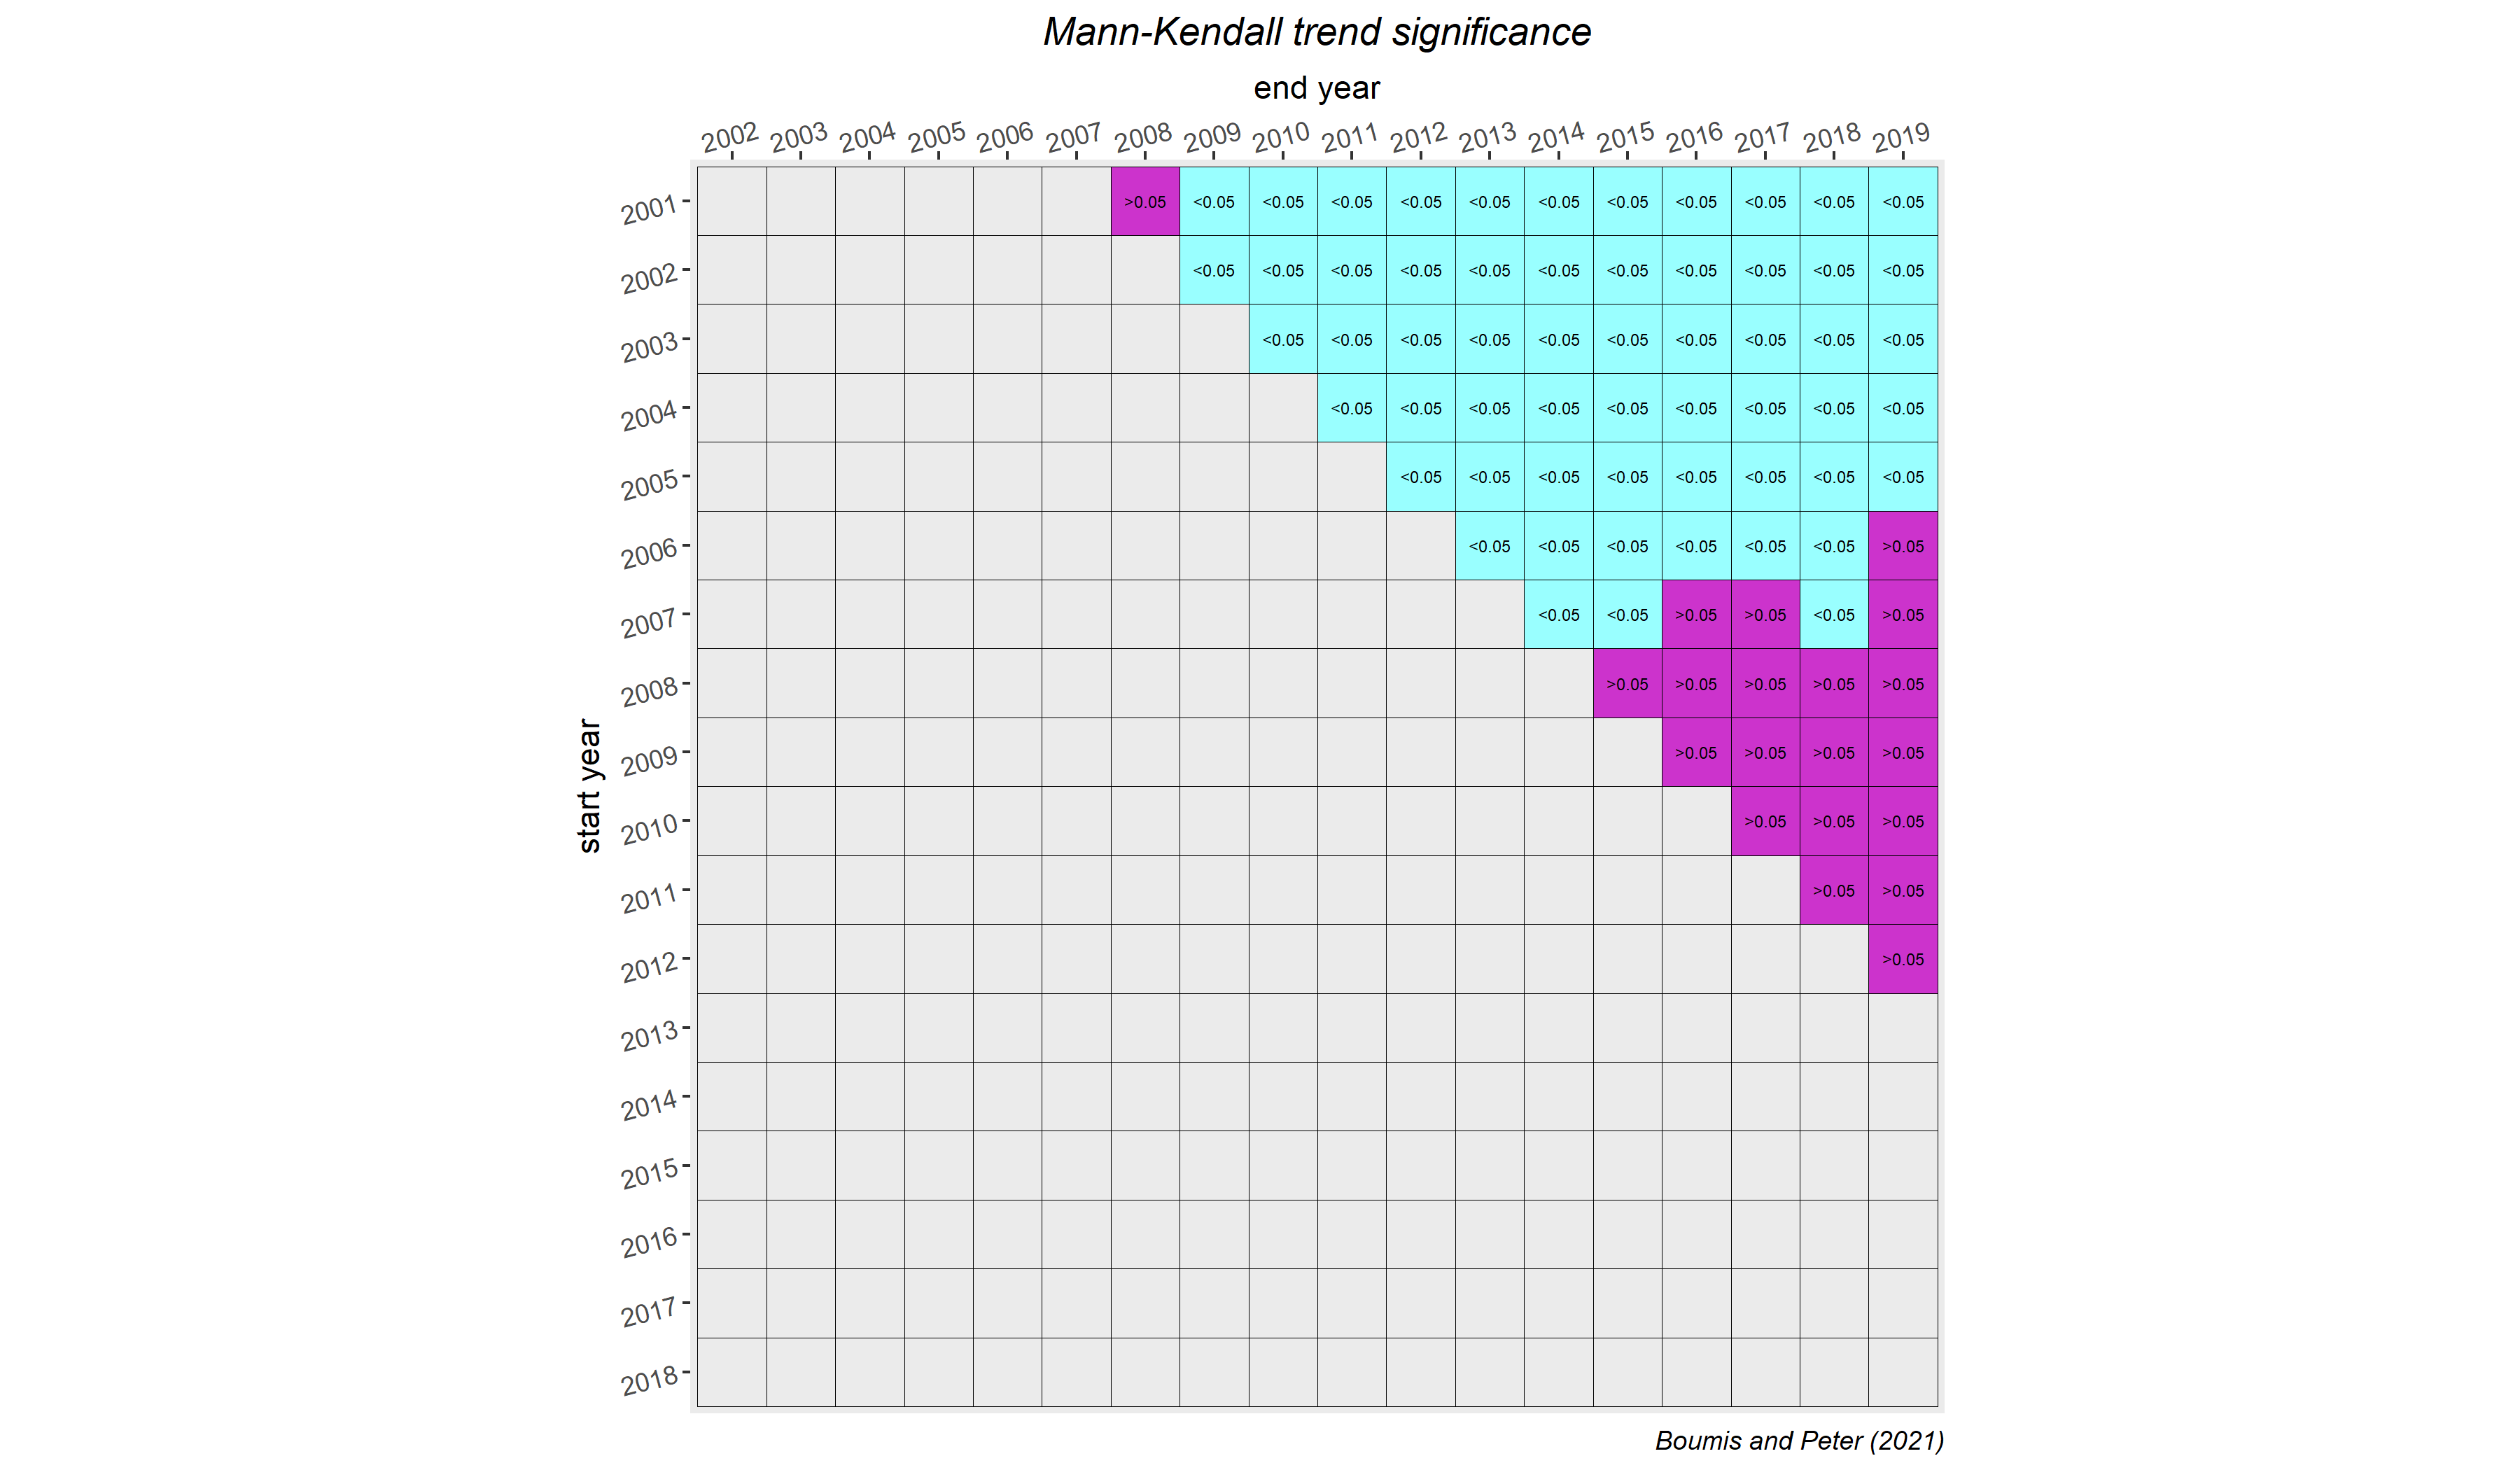 Mann-Kendall trend significance
end year
2002 2003 2004 2005 2006 2007 2008 2009 2010 2011 2012 2013 2014 2015 2016 2017 2018 2019
2001 >0.05 <0.05 <0.05 <0.05 <0.05 <0.05 <0.05 <0.05 <0.05 <0.05 <0.05 <0.05
2002 <0.05 <0.05 <0.05 <0.05 <0.05 <0.05 <0.05 <0.05 <0.05 <0.05 <0.05
2003 <0.05 <0.05 <0.05 <0.05 <0.05 <0.05 <0.05 <0.05 <0.05 <0.05
2004 <0.05 <0.05 <0.05 <0.05 <0.05 <0.05 <0.05 <0.05 <0.05
2005 <0.05 <0.05 <0.05 <0.05 <0.05 <0.05 <0.05 <0.05
2006 <0.05 <0.05 <0.05 <0.05 <0.05 <0.05 >0.05
2007 <0.05 <0.05 >0.05 >0.05 <0.05 >0.05
2008 >0.05 >0.05 >0.05 >0.05 >0.05
2009 >0.05 >0.05 >0.05 >0.05
2010 >0.05 >0.05 >0.05
2011 >0.05 >0.05
2012 >0.05
2013
2014
2015
2016
2017
2018
start year
Boumis and Peter (2021)